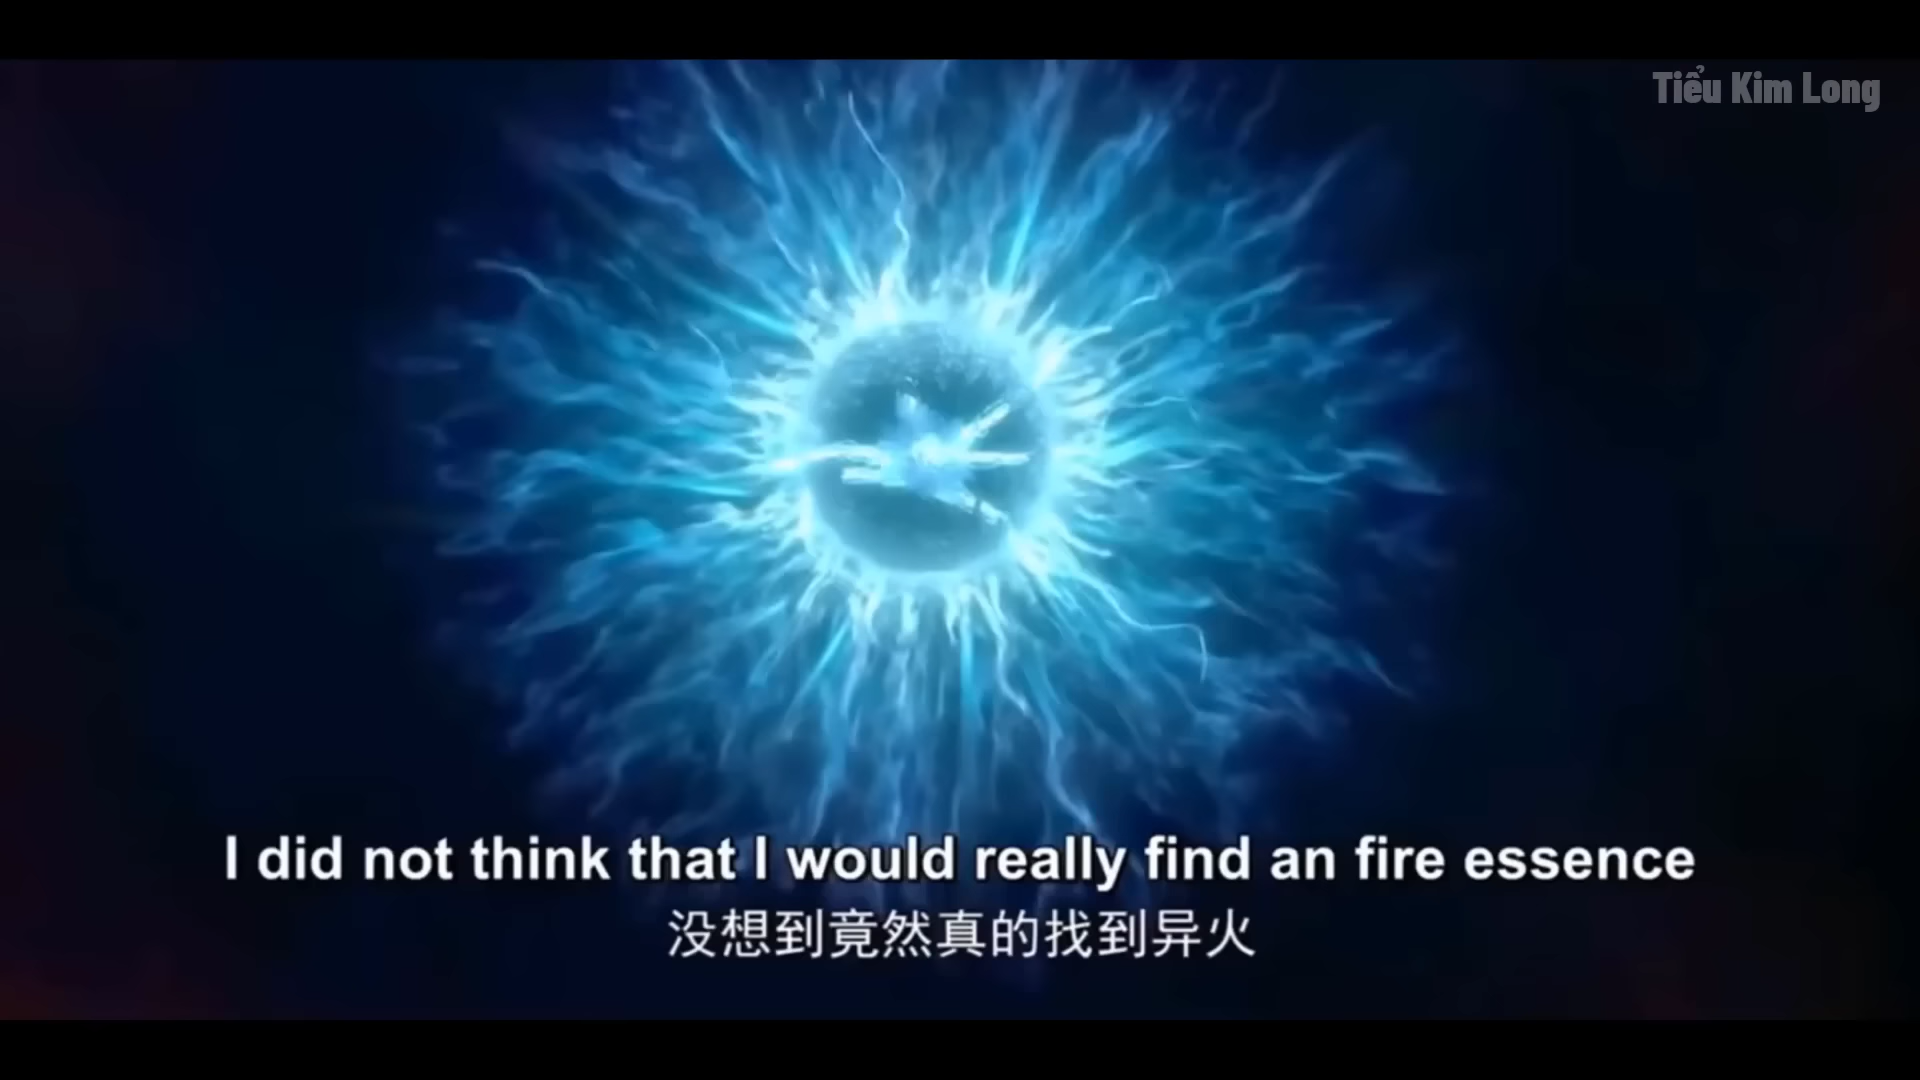 Tiểu Kim Long
I did not think that I would really find an fire essence
没想到竟然真的找到异火